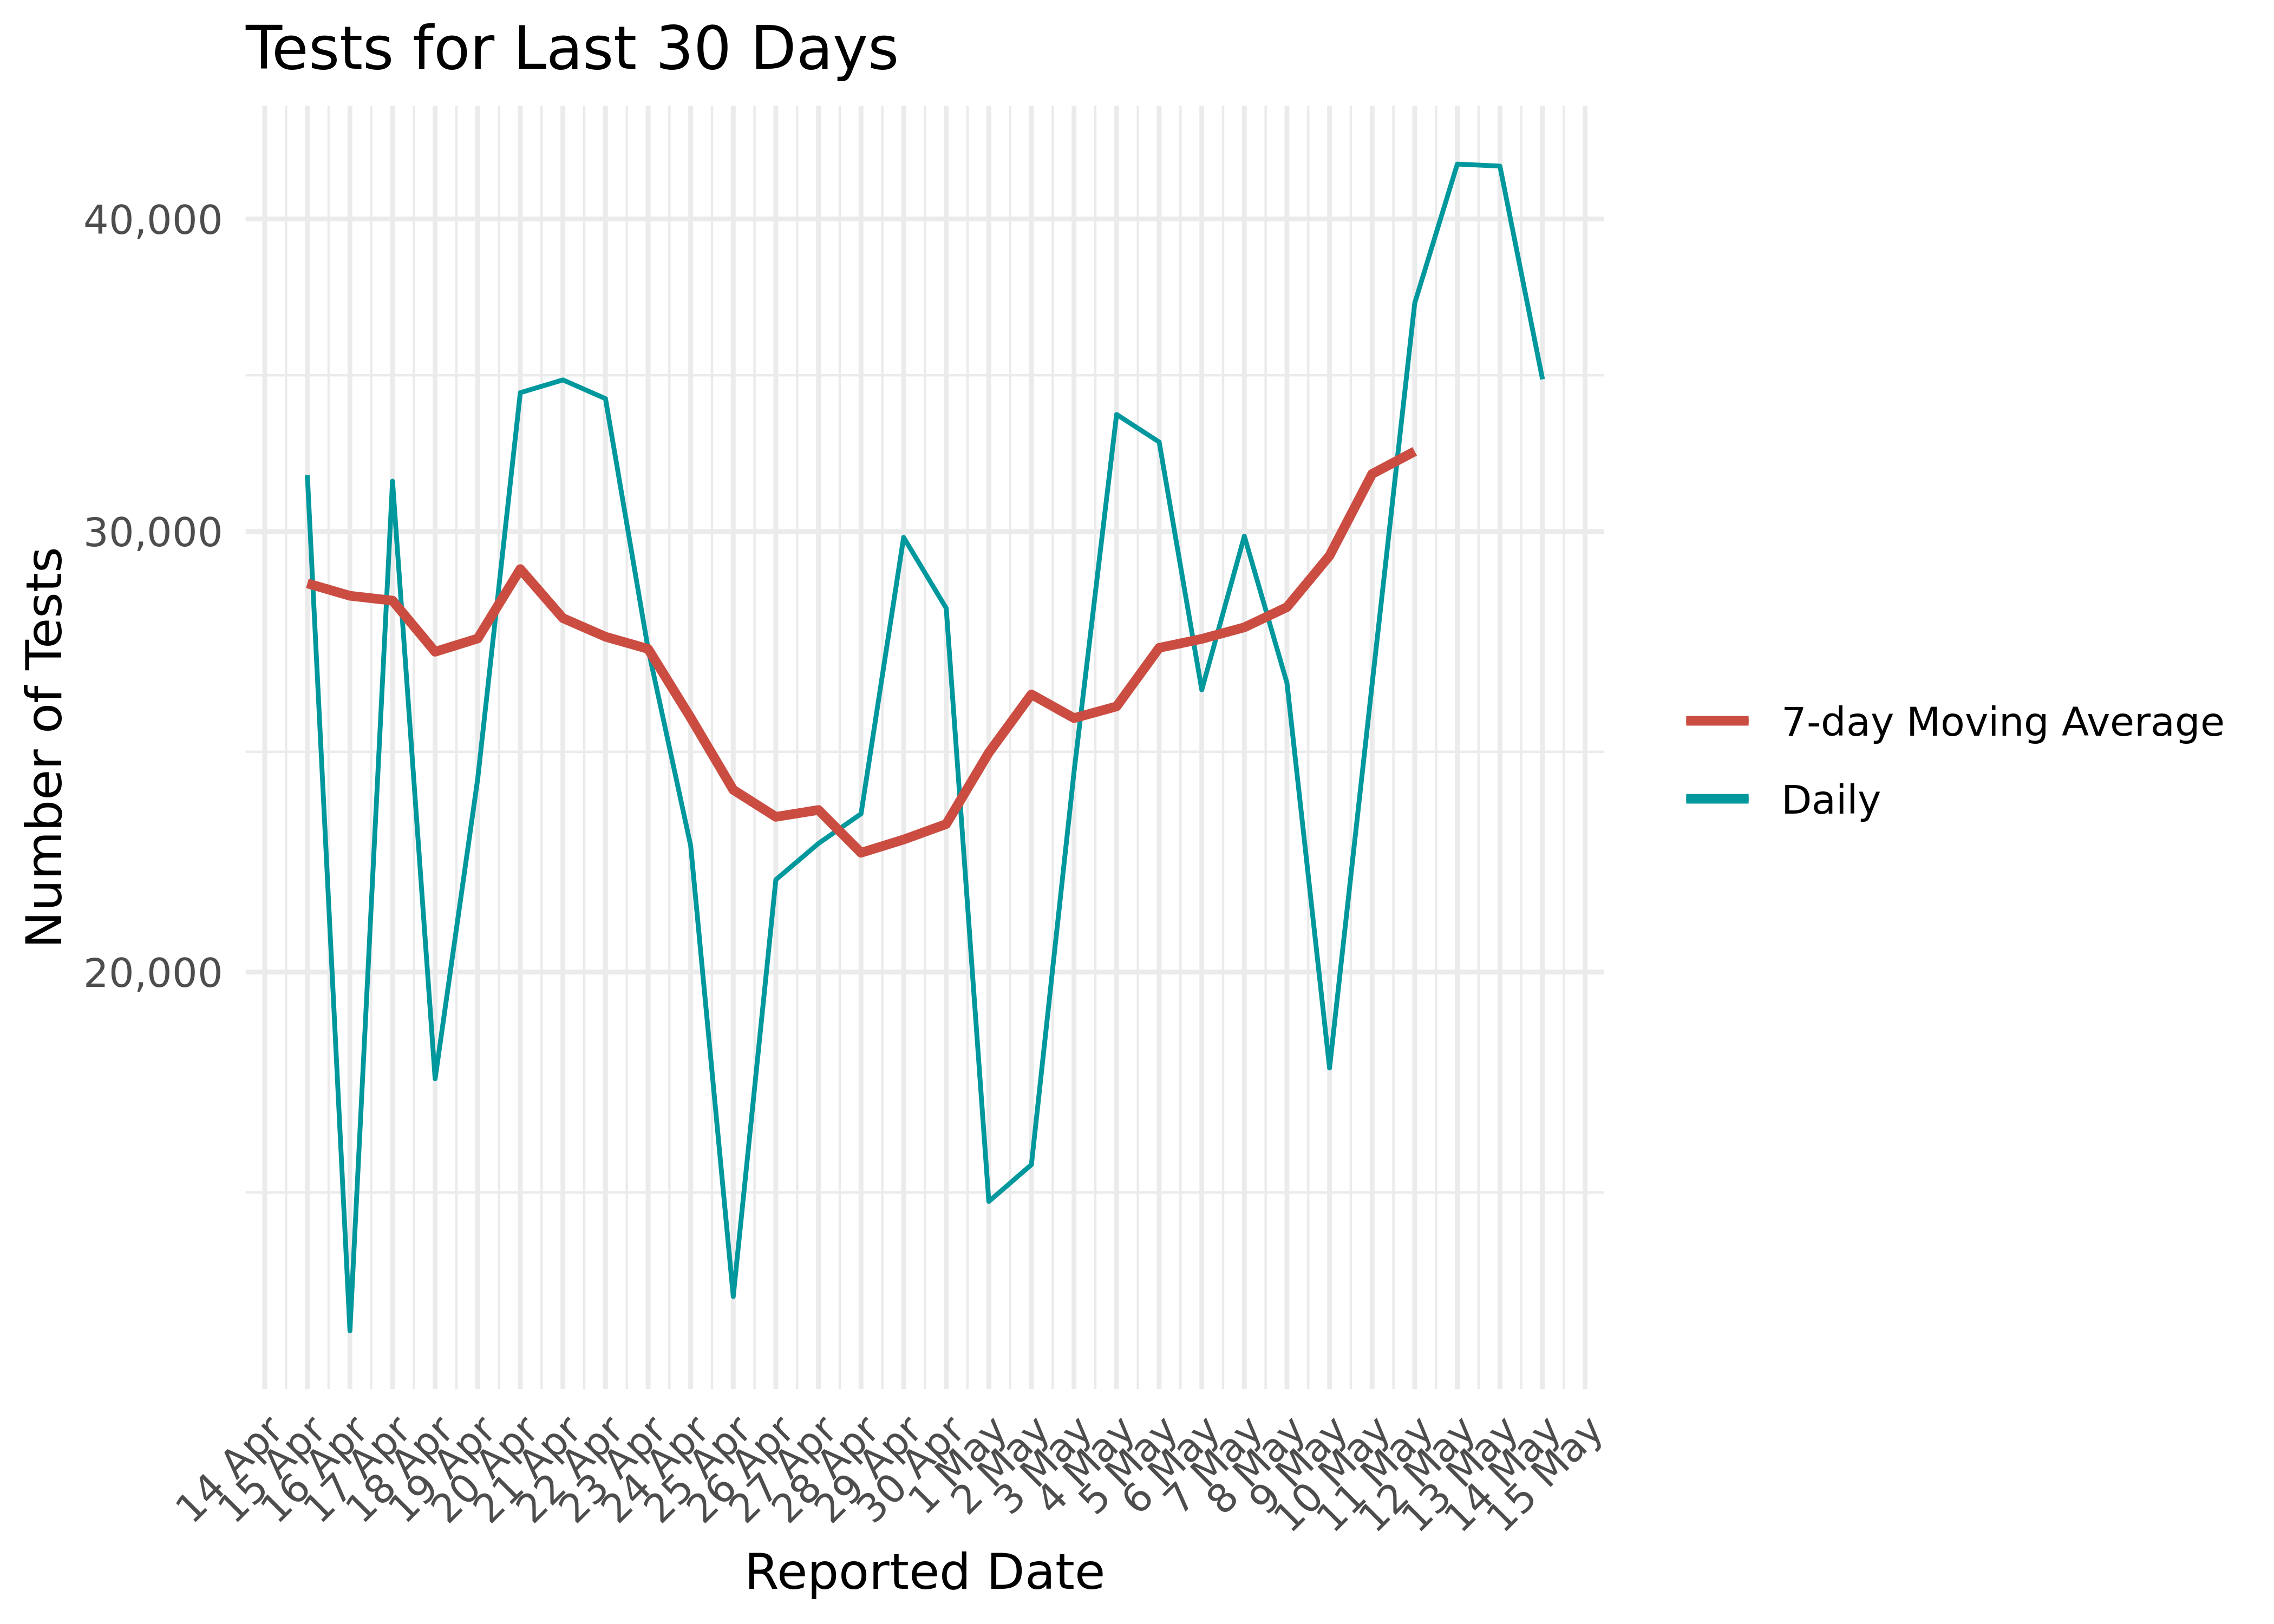 Tests for Last 30 Days
Number of Tests
40,000
30,000
20,000
14 Apr
15 Apr
16 Apr
17 Apr
18 Apr
19 Apr
20 Apr
21 Apr
22 Apr
23 Apr
24 Apr
25 Apr
26 Apr
27 Apr
28 Apr
29 Apr
30 Apr
1 May
2 May
3 May
4 May
5 May
6 May
7 May
8 May
9 May
10 May
11 May
12 May
13 May
14 May
15 May
Reported Date
7-day Moving Average
Daily